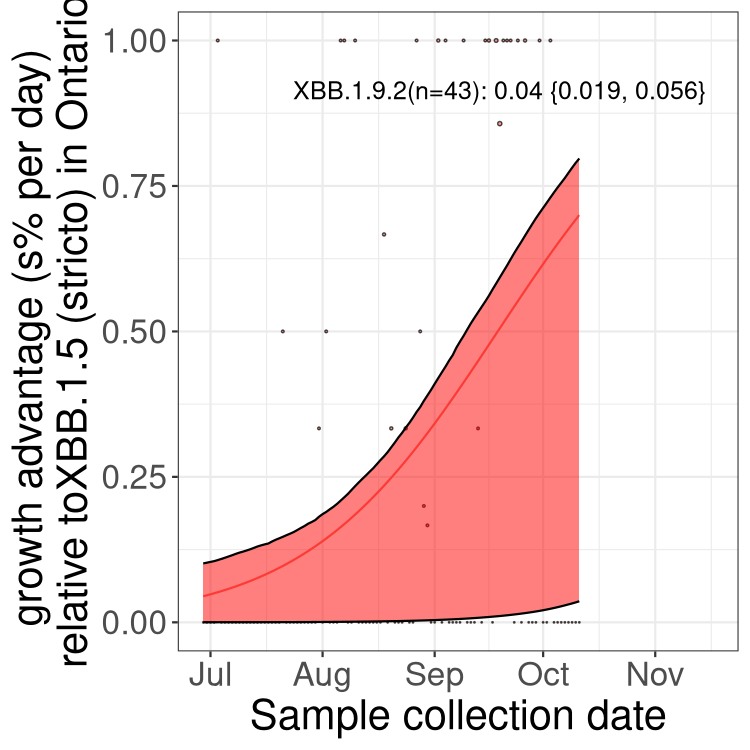 growth advantage (s% per day)
relative toXBB.1.5 (stricto) in Ontario
1.00
0.75
0.50
0.25
0.00
XBB.1.9.2(n=43): 0.04 {0.019, 0.056}
Jul Aug Sep Oct Nov
Sample collection date